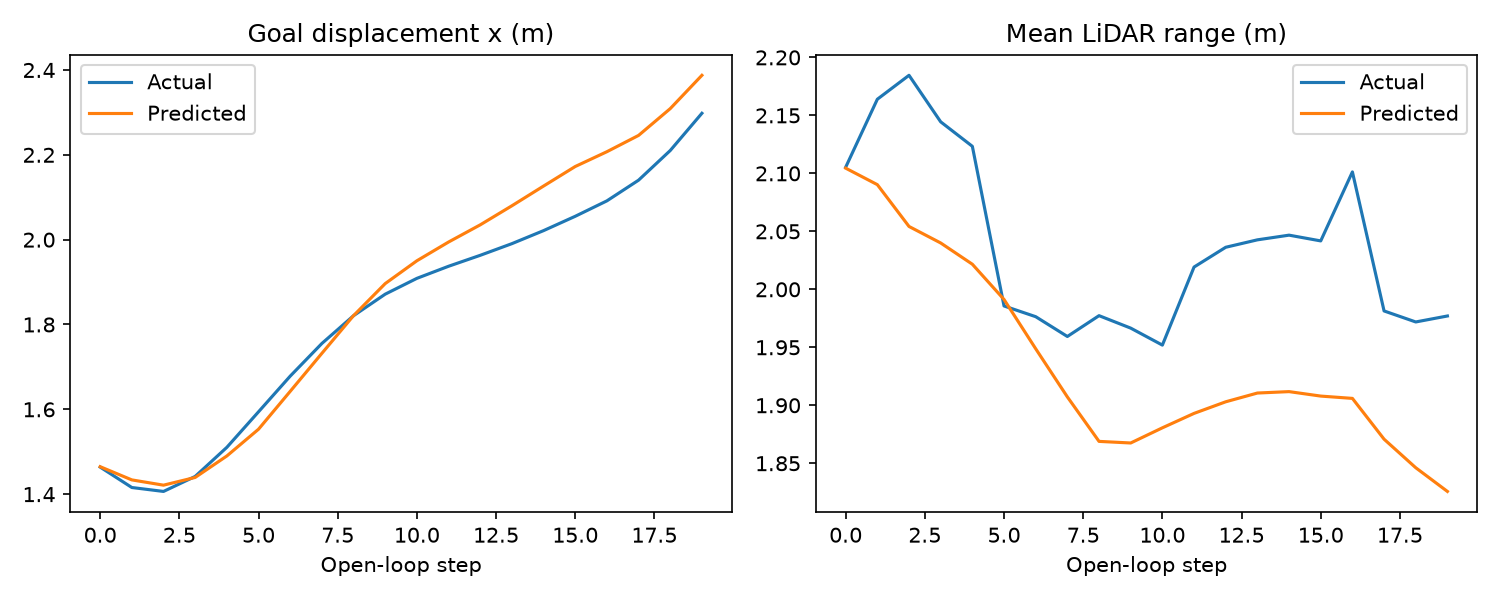 Goal displacement x (m)
Actual
Predicted
2.4
2.2
2.0
1.8
1.6
1.4
0.0 2.5 5.0 7.5 10.0 12.5 15.0 17.5
Open-loop step
Mean LiDAR range (m)
Actual
Predicted
2.20
2.15
2.10
2.05
2.00
1.95
1.90
1.85
0.0 2.5 5.0 7.5 10.0 12.5 15.0 17.5
Open-loop step